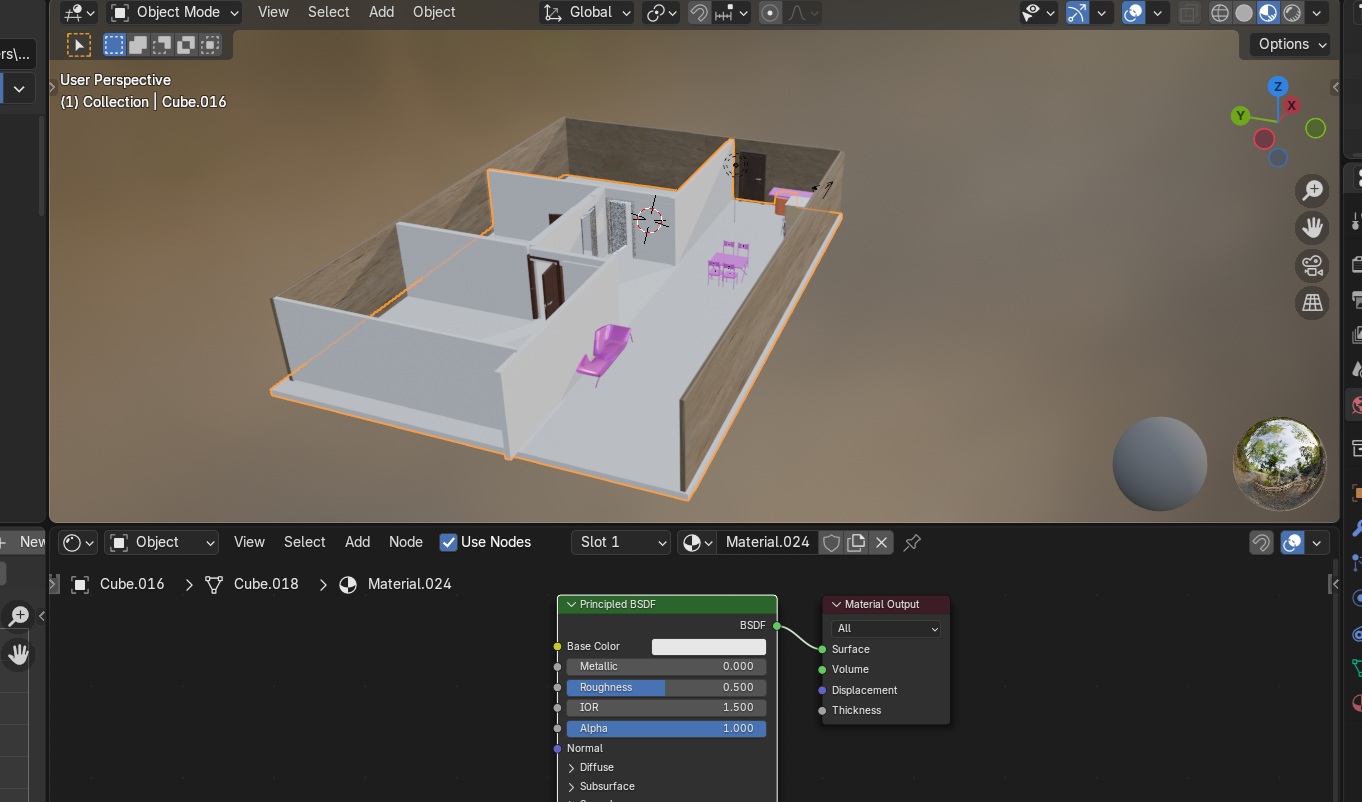 Object Mode View Select Add Object Global
rs\... Options
User Perspective
(1) Collection | Cube.016
Z
X
Y
New Object View Select Add Node Use Nodes Slot 1 Material.024
Cube.016 > Cube.018 > Material.024
Principled BSDF Material Output
BSDF All
Base Color Surface
Metallic 0.000 Volume
Roughness 0.500 Displacement
IOR 1.500 Thickness
Alpha 1.000
Normal
Diffuse
Subsurface